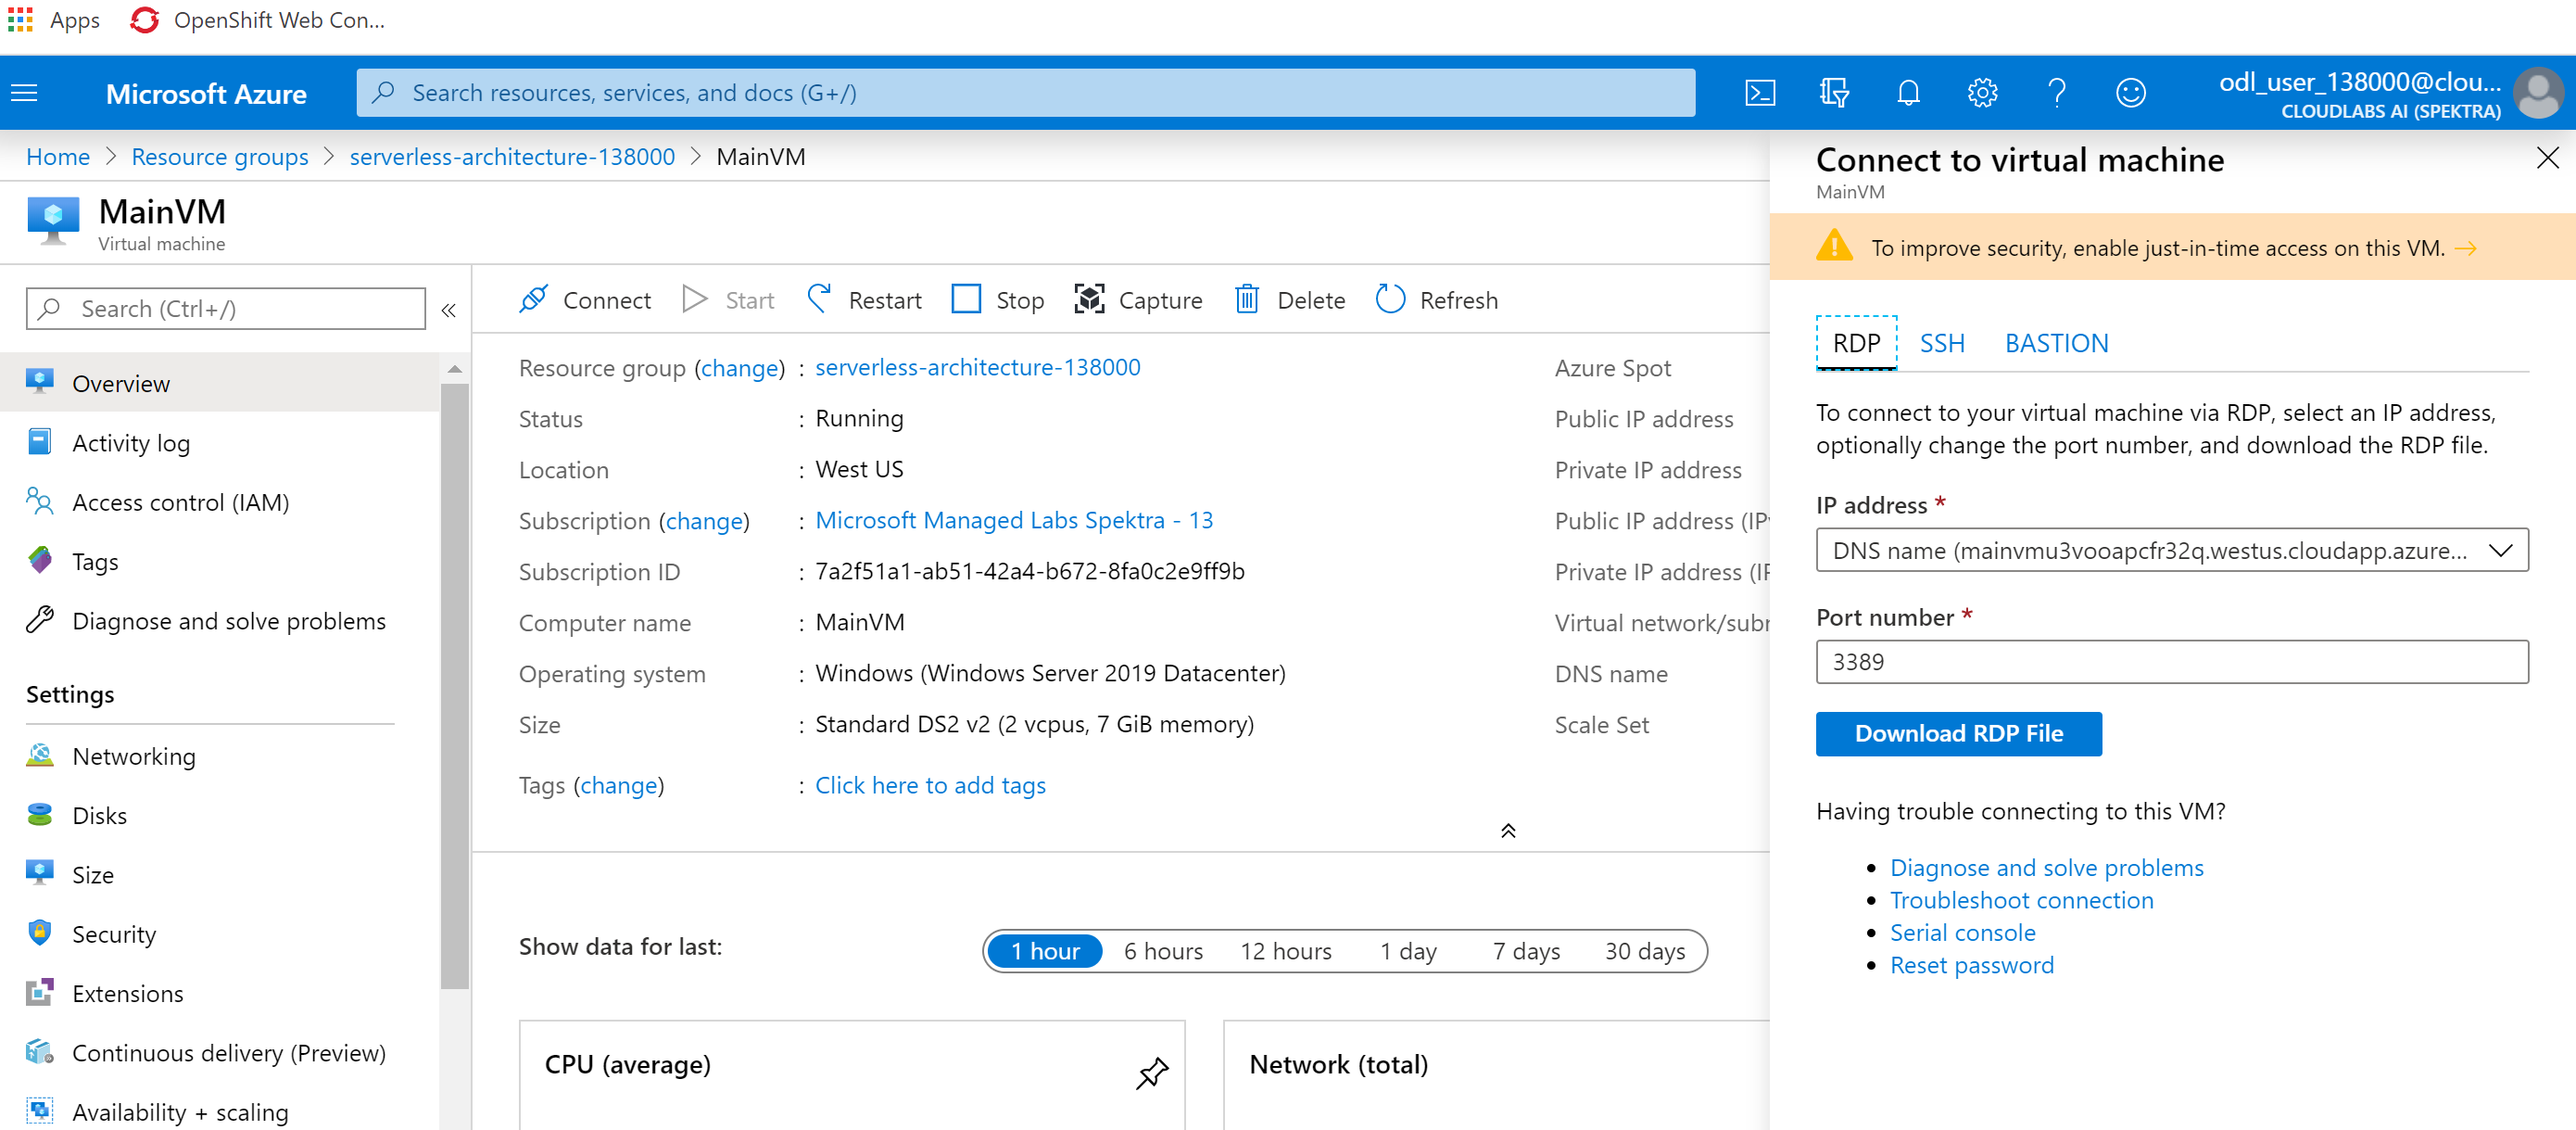 Apps OpenShift Web Con...
Microsoft Azure
Search resources, services, and docs (G+/)
odl_user_138000@clou...
CLOUDLABS AI (SPEKTRA)
Home > Resource groups > serverless-architecture-138000 > MainVM
MainVM
Virtual machine
Search (Ctrl+/)
«
Overview
Activity log
Access control (IAM)
Tags
Diagnose and solve problems
Settings
Networking
Disks
Size
Security
Extensions
Continuous delivery (Preview)
Availability + scaling
Connect Start Restart Stop Capture Delete Refresh
Resource group (change) : serverless-architecture-138000
Status : Running
Location : West US
Subscription (change) : Microsoft Managed Labs Spektra - 13
Subscription ID : 7a2f51a1-ab51-42a4-b672-8fa0c2e9ff9b
Computer name : MainVM
Operating system : Windows (Windows Server 2019 Datacenter)
Size : Standard DS2 v2 (2 vcpus, 7 GiB memory)
Tags (change) : Click here to add tags
Azure Spot
Public IP address
Private IP address
Public IP address (IPv
Private IP address (IP
Virtual network/subn
DNS name
Scale Set
Show data for last:
1 hour 6 hours 12 hours 1 day 7 days 30 days
CPU (average)
Network (total)
Connect to virtual machine
MainVM
To improve security, enable just-in-time access on this VM. →
RDP SSH BASTION
To connect to your virtual machine via RDP, select an IP address,
optionally change the port number, and download the RDP file.
IP address *
DNS name (mainvmu3vooapcfr32q.westus.cloudapp.azure...
Port number *
3389
Download RDP File
Having trouble connecting to this VM?
• Diagnose and solve problems
• Troubleshoot connection
• Serial console
• Reset password